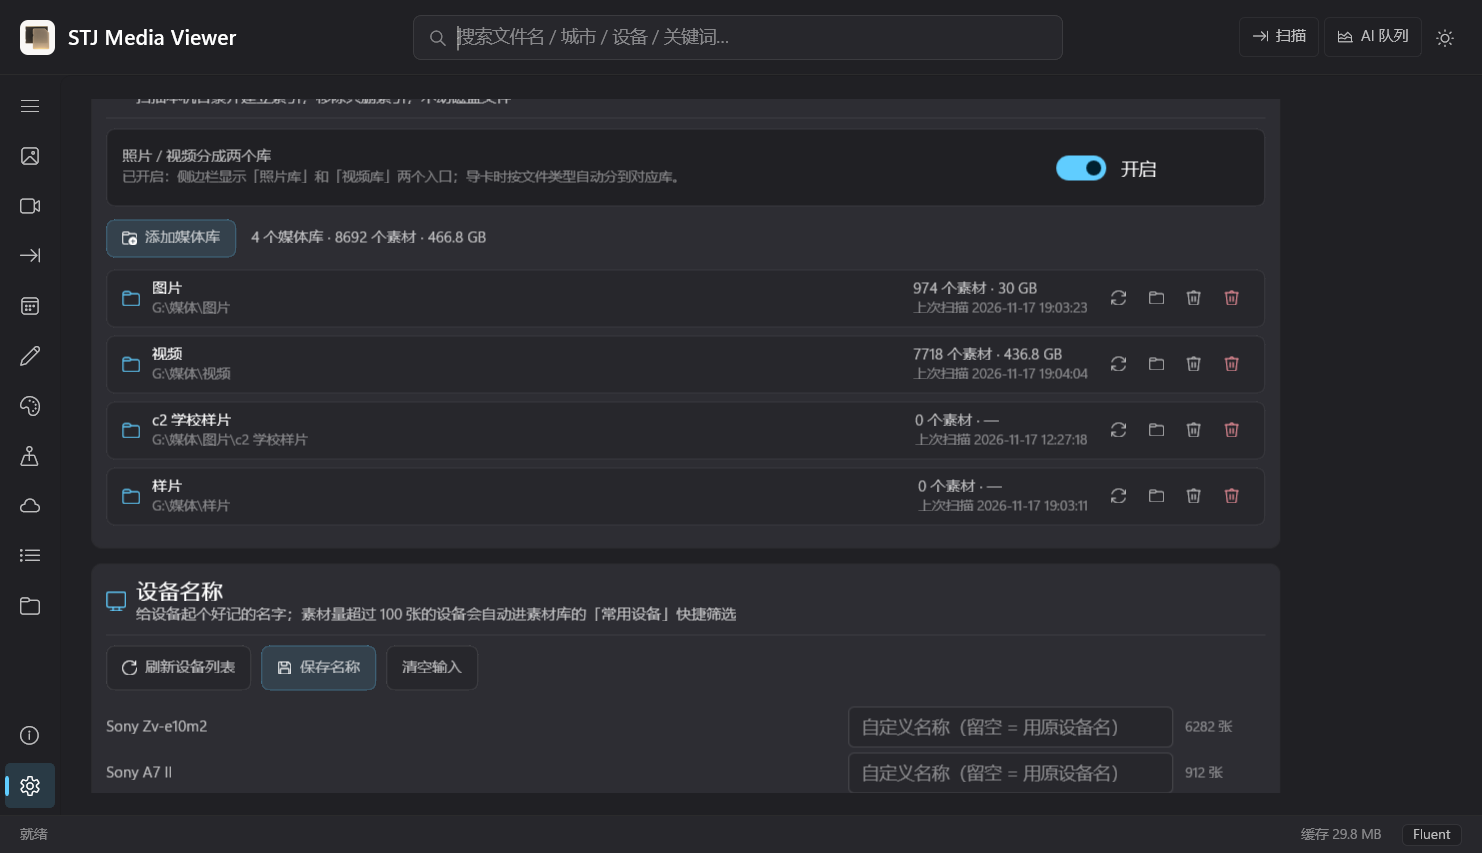 STJ Media Viewer
搜索文件名 / 城市 / 设备 / 关键词...
扫描
AI 队列
照片 / 视频分成两个库
已开启：侧边栏显示「照片库」和「视频库」两个入口；导卡时按文件类型自动分到对应库。
开启
添加媒体库
4 个媒体库 · 8692 个素材 · 466.8 GB
图片
G:\媒体\图片
974 个素材 · 30 GB
上次扫描 2026-11-17 19:03:23
视频
G:\媒体\视频
7718 个素材 · 436.8 GB
上次扫描 2026-11-17 19:04:04
c2 学校样片
G:\媒体\图片\c2 学校样片
0 个素材 · —
上次扫描 2026-11-17 12:27:18
样片
G:\媒体\样片
0 个素材 · —
上次扫描 2026-11-17 19:03:11
设备名称
给设备起个好记的名字；素材量超过 100 张的设备会自动进素材库的「常用设备」快捷筛选
刷新设备列表
保存名称
清空输入
Sony Zv-e10m2
自定义名称（留空 = 用原设备名）
6282 张
Sony A7 II
自定义名称（留空 = 用原设备名）
912 张
就绪
缓存 29.8 MB
Fluent